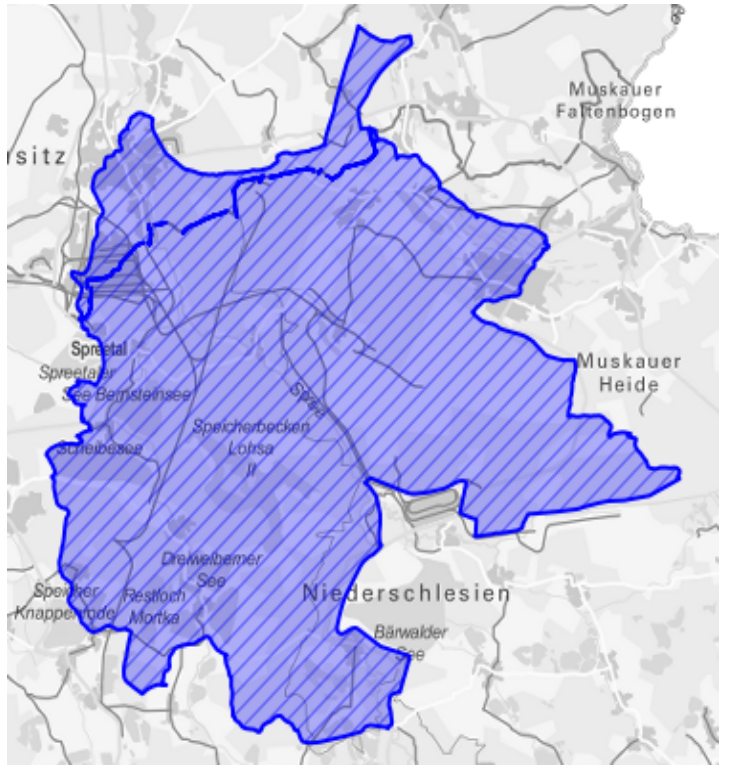 Muskauer
Faltenbogen
sitz
Spreetal
Spreetaler
See Bernsteinsee
Muskauer
Heide
Spree
Speicherbecken
Lohsa
II
Scheibesee
Dreiweiberner
See
Speicher
Knappenrode
Restloch
Mortka
Niederschlesien
Bärwalder
See